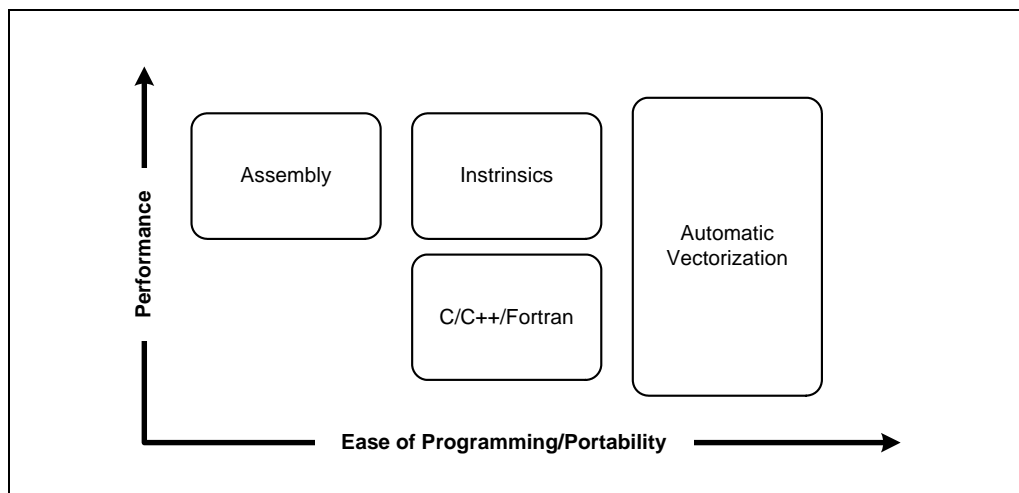 Performance
Assembly
Instrinsics
C/C++/Fortran
Automatic
Vectorization
Ease of Programming/Portability